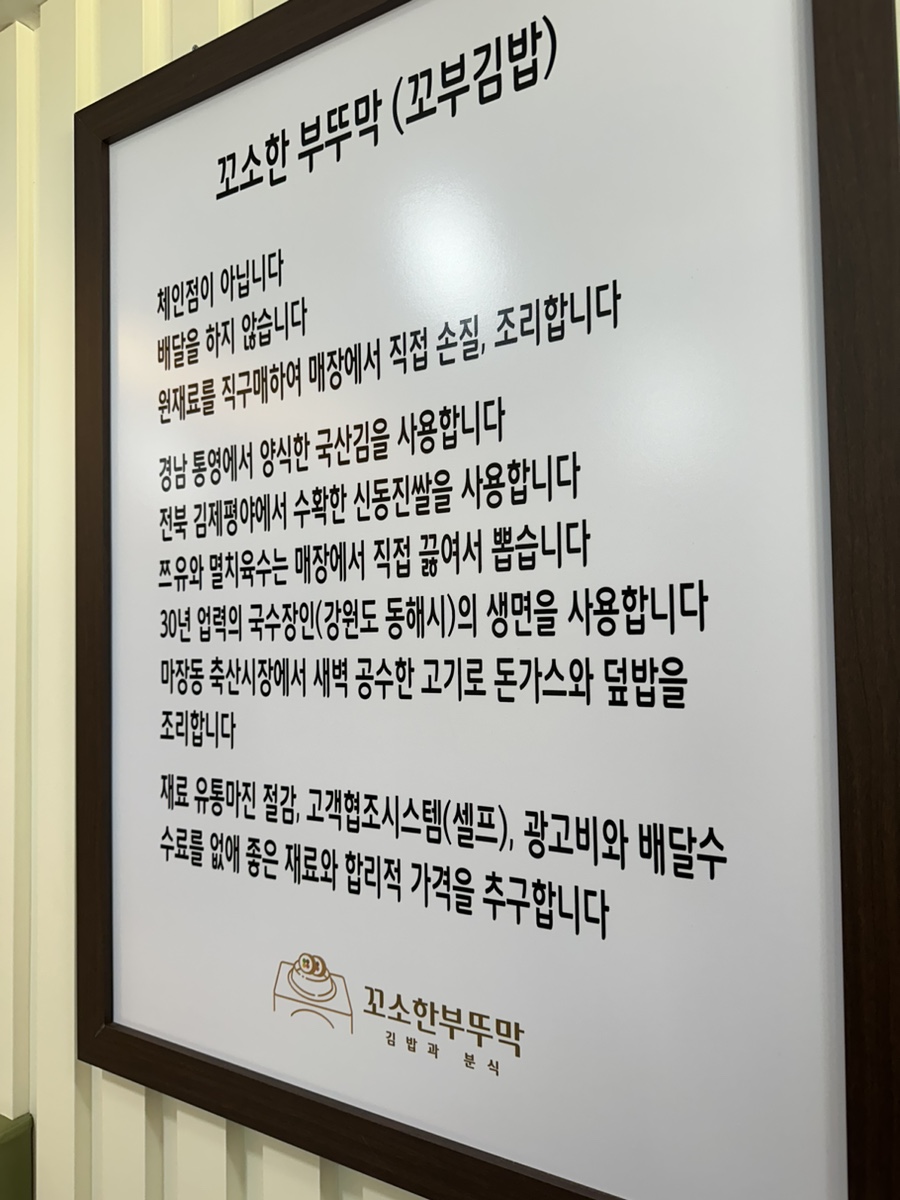 꼬소한 부뚜막 (꼬부김밥)
체인점이 아닙니다
배달을 하지 않습니다
원재료를 직구매하여 매장에서 직접 손질, 조리합니다
경남 통영에서 양식한 국산김을 사용합니다
전북 김제평야에서 수확한 신동진쌀을 사용합니다
쯔유와 멸치육수는 매장에서 직접 끓여서 뽑습니다
30년 업력의 국수장인(강원도 동해시)의 생면을 사용합니다
마장동 축산시장에서 새벽 공수한 고기로 돈가스와 덮밥을
조리합니다
재료 유통마진 절감, 고객협조시스템(셀프), 광고비와 배달수
수료를 없애 좋은 재료와 합리적 가격을 추구합니다
꼬소한부뚜막
김밥과 분식